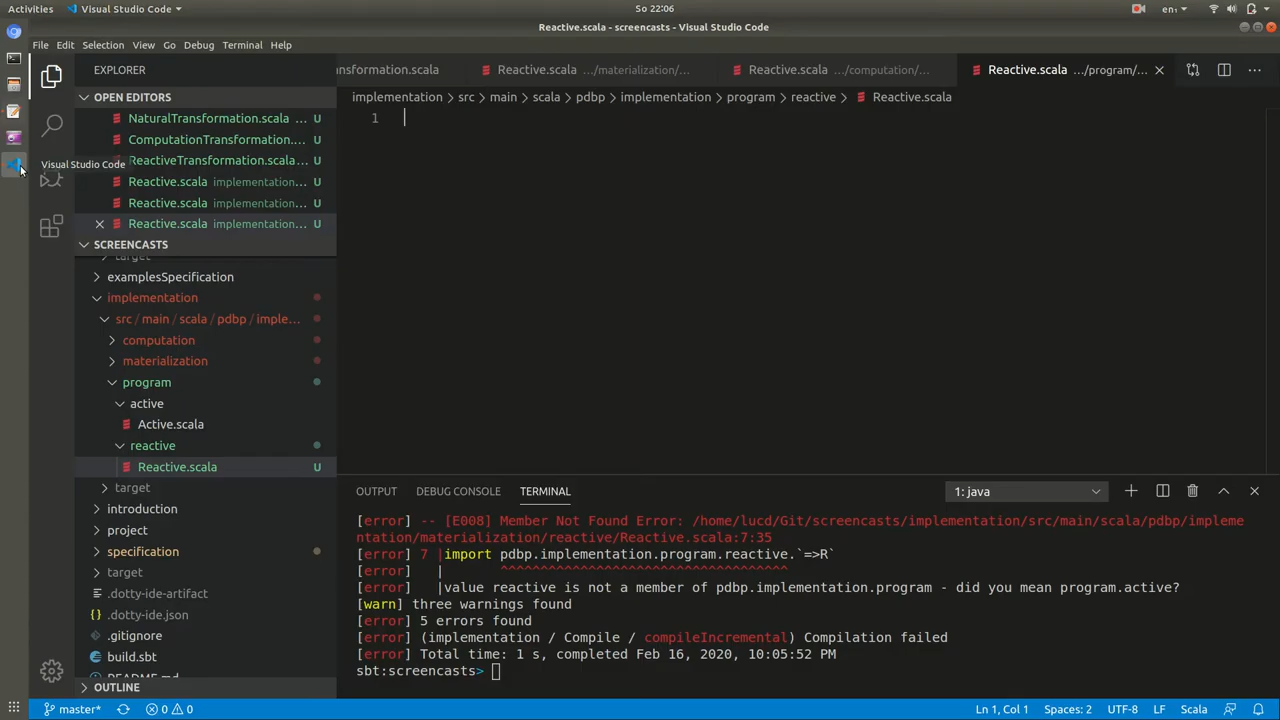 Activities
Visual Studio Code
So 22:06
en₁
Reactive.scala - screencasts - Visual Studio Code
File Edit Selection View Go Debug Terminal Help
EXPLORER
nsformation.scala
Reactive.scala .../materialization/...
Reactive.scala .../computation/...
Reactive.scala .../program/...
OPEN EDITORS
implementation > src > main > scala > pdbp > implementation > program > reactive > Reactive.scala
1
NaturalTransformation.scala ... U
ComputationTransformation.... U
ReactiveTransformation.scala... U
Visual Studio Code
Reactive.scala implementation... U
Reactive.scala implementation... U
Reactive.scala implementation... U
SCREENCASTS
target
examplesSpecification
implementation
src / main / scala / pdbp / imple...
computation
materialization
program
active
Active.scala
reactive
Reactive.scala U
target
introduction
project
specification
target
.dotty-ide-artifact
.dotty-ide.json
.gitignore
build.sbt
README.md
OUTLINE
OUTPUT DEBUG CONSOLE TERMINAL
1: java
[error] -- [E008] Member Not Found Error: /home/lucd/Git/screencasts/implementation/src/main/scala/pdbp/impleme
ntation/materialization/reactive/Reactive.scala:7:35
[error] 7 |import pdbp.implementation.program.reactive.`=>R`
[error]   |       ^^^^^^^^^^^^^^^^^^^^^^^^^^^^^^^^^^^
[error]   |value reactive is not a member of pdbp.implementation.program - did you mean program.active?
[warn] three warnings found
[error] 5 errors found
[error] (implementation / Compile / compileIncremental) Compilation failed
[error] Total time: 1 s, completed Feb 16, 2020, 10:05:52 PM
sbt:screencasts>
master* 0 0
Ln 1, Col 1 Spaces: 2 UTF-8 LF Scala